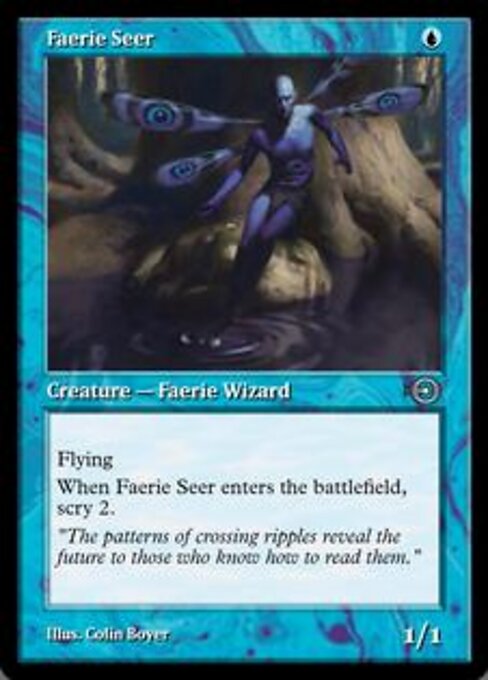 Faerie Seer
Creature — Faerie Wizard
Flying
When Faerie Seer enters the battlefield,
scry 2.
"The patterns of crossing ripples reveal the
future to those who know how to read them."
Illus. Colin Boyer
1/1